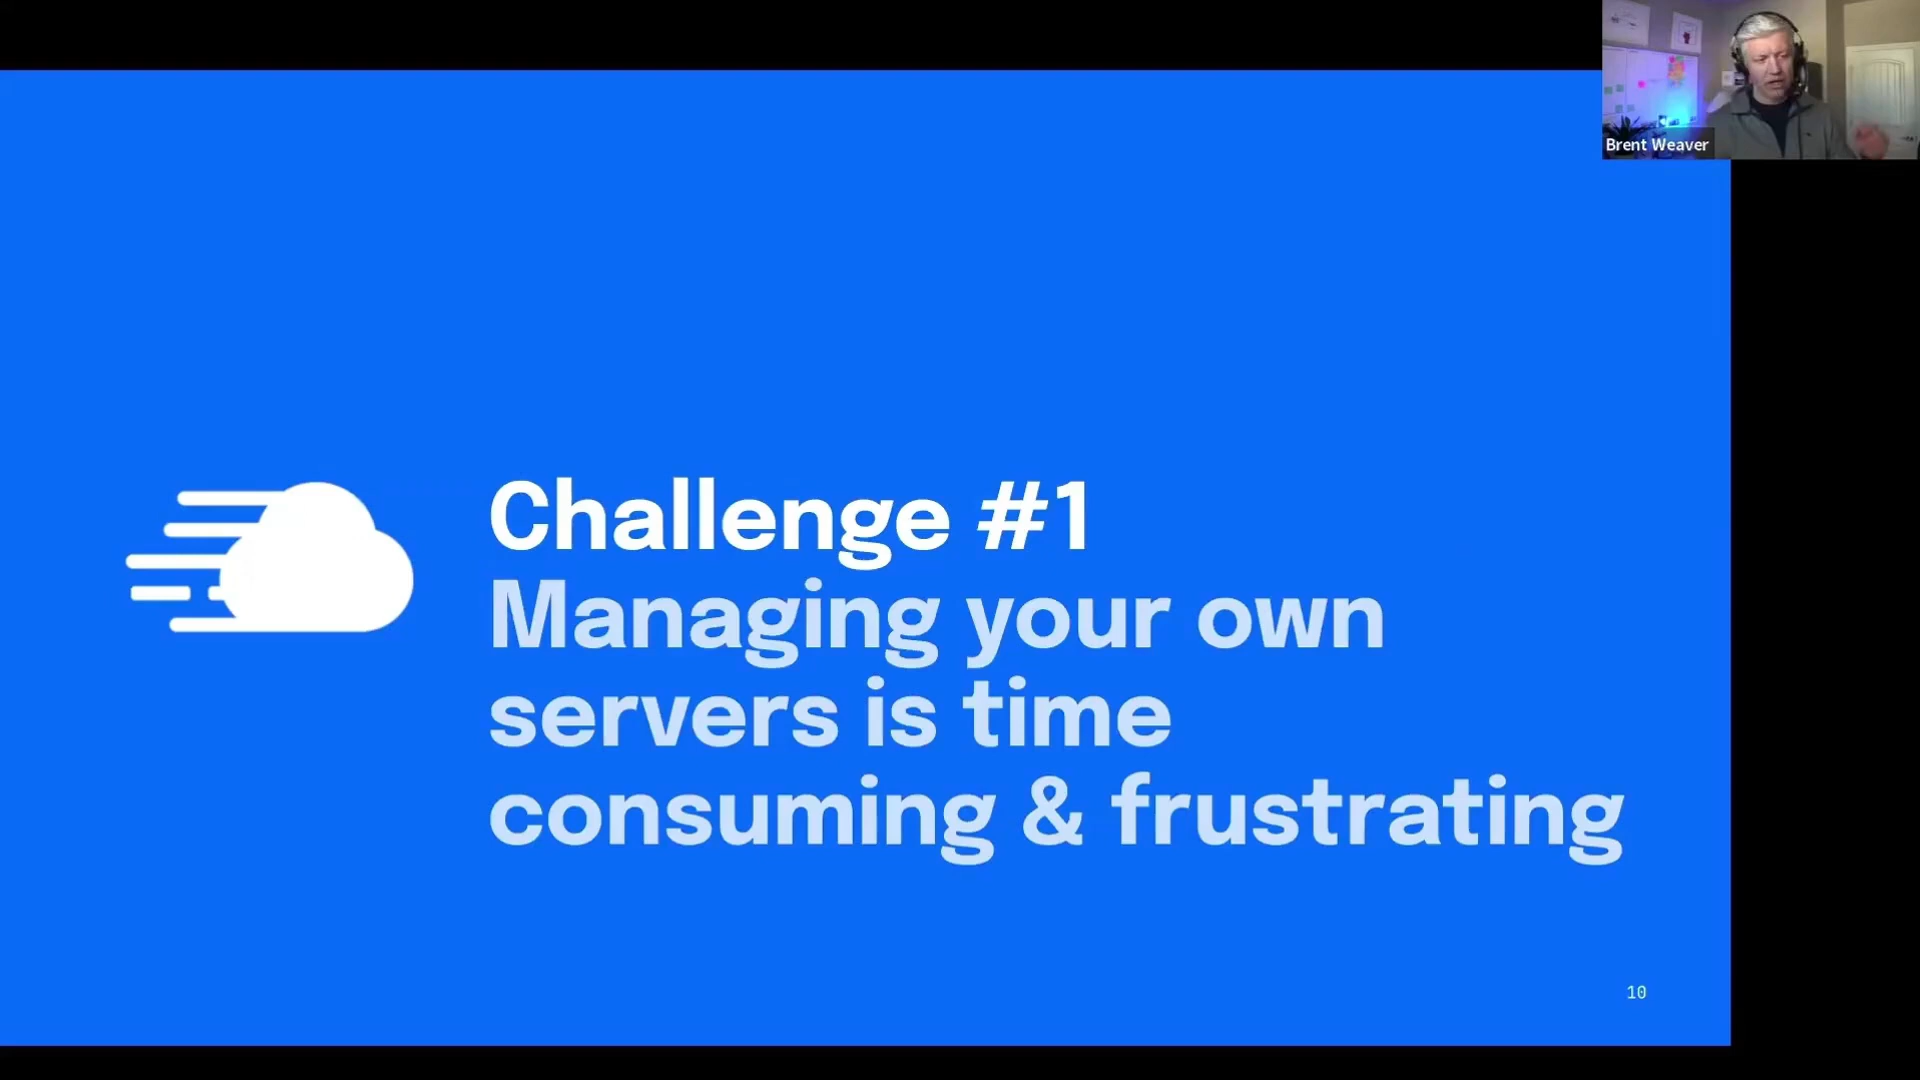 Brent Weaver
Challenge #1
Managing your own
servers is time
consuming & frustrating
10